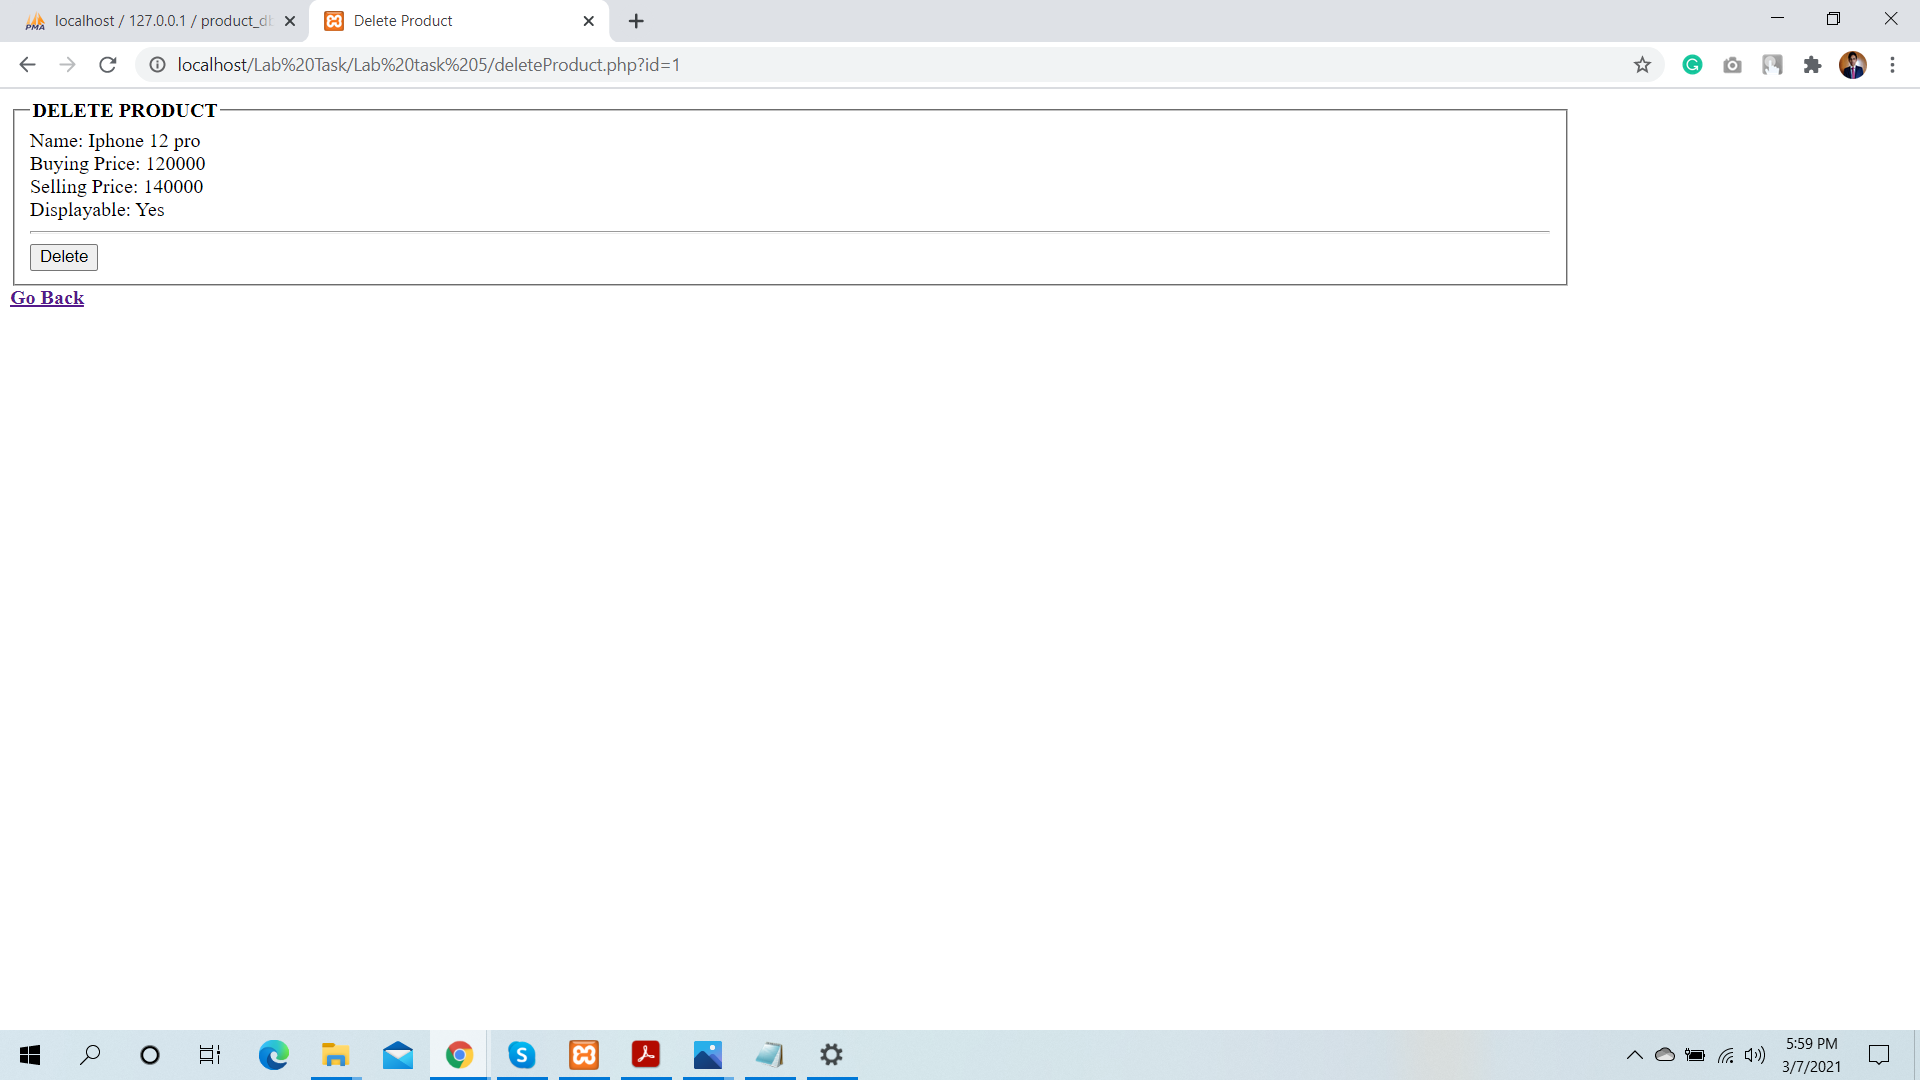 localhost / 127.0.0.1 / product_db
Delete Product
localhost/Lab%20Task/Lab%20task%205/deleteProduct.php?id=1
DELETE PRODUCT
Name: Iphone 12 pro
Buying Price: 120000
Selling Price: 140000
Displayable: Yes
Delete
Go Back
5:59 PM
3/7/2021